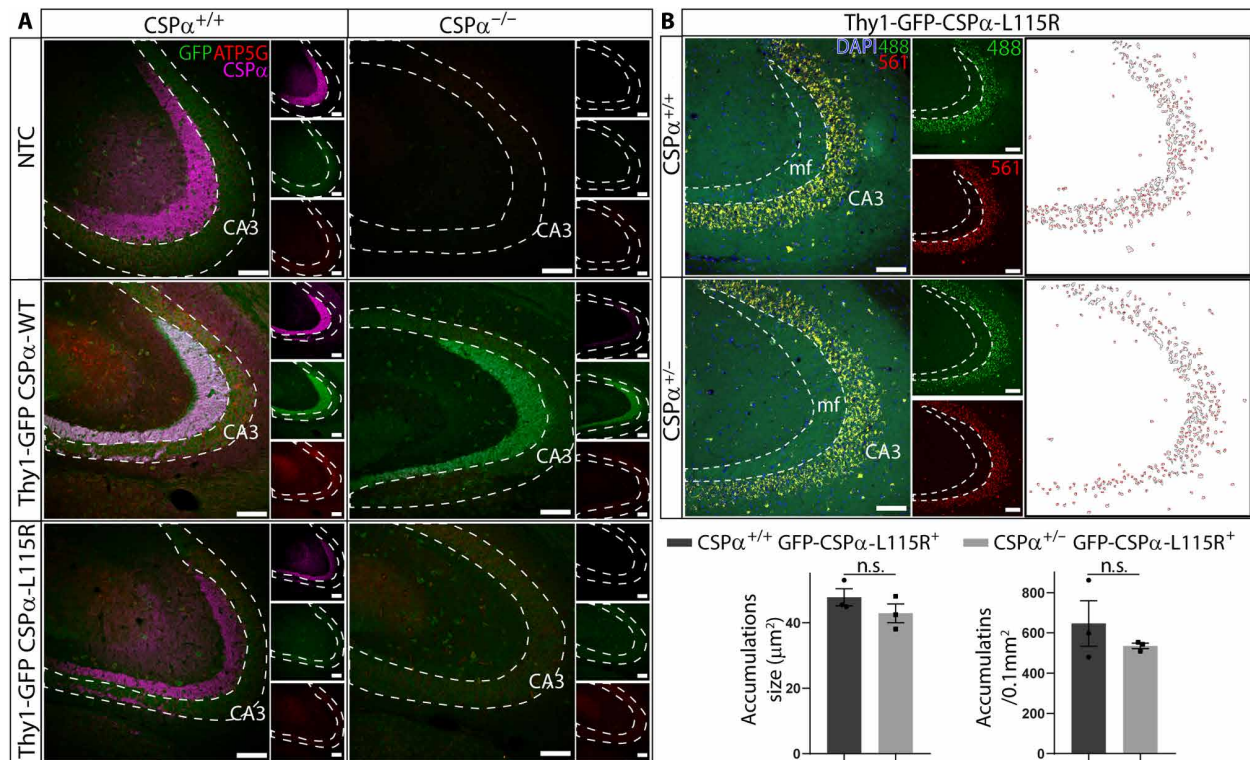 A
CSPα+/+
CSPα−/−
NTC
GFP ATP5G
CSPα
CA3
CA3
Thy1-GFP CSPα-WT
CA3
CA3
Thy1-GFP CSPα-L115R
CA3
CA3
B
Thy1-GFP-CSPα-L115R
CSPα+/+
DAPI 488
561
mf
CA3
488
561
CSPα+/−
mf
CA3
CSPα+/+ GFP-CSPα-L115R+
CSPα+/− GFP-CSPα-L115R+
Accumulations
size (µm²)
n.s.
40
0
Accumulatins
/0.1mm²
n.s.
800
600
400
200
0